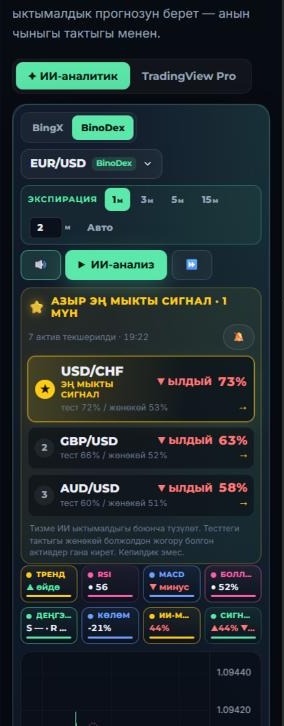 ыктымалдык прогнозун берет — анын
чыныгы тактыгы менен.
✦ ИИ-аналитик TradingView Pro
BingX BinoDex
EUR/USD BinoDex
ЭКСПИРАЦИЯ 1м 3м 5м 15м
2 м Авто
ИИ-анализ
АЗЫР ЭҢ МЫКТЫ СИГНАЛ · 1
МҮН
7 актив текшерилди · 19:22
USD/CHF
ЭҢ МЫКТЫ
СИГНАЛ
▼ ылдый 73%
тест 72% / жөнөкөй 53% →
2 GBP/USD ▼ ылдый 63%
тест 66% / жөнөкөй 52% →
3 AUD/USD ▼ ылдый 58%
тест 60% / жөнөкөй 51% →
Тизме ИИ ыктымалдыгы боюнча түзүлөт. Тесттеги
тактыгы жөнөкөй болжолдон жогору болгон
активдер гана кирет. Кепилдик эмес.
ТРЕНД RSI MACD БОЛЛ...
▲ өйдө • 56 ▼ минус • 52%
ДЕҢГЭ... КӨЛӨМ ИИ-М... СИГН...
S — · R ... -21% 44% ▲44% ▼...
1.09440
1.09420